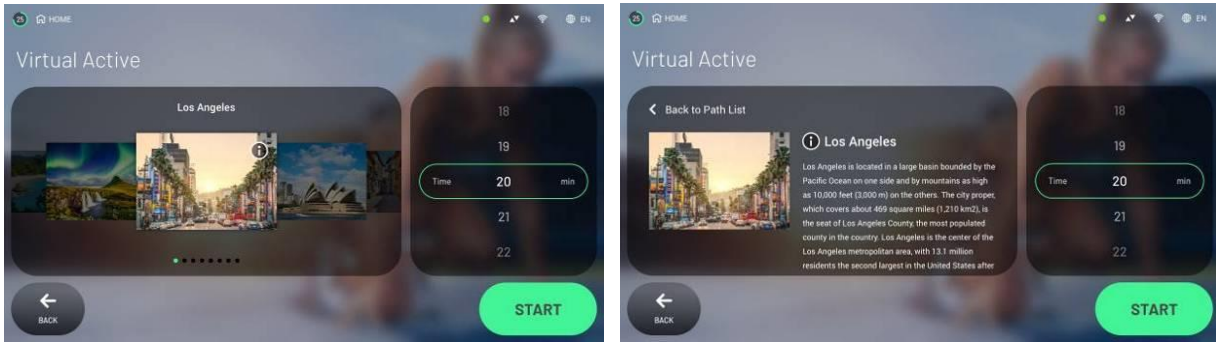 25 HOME EN
Virtual Active
Los Angeles
18
19
Time 20 min
21
22
BACK
START
25 HOME EN
Virtual Active
Back to Path List
Los Angeles
Los Angeles is located in a large basin bounded by the
Pacific Ocean on one side and by mountains as high
as 10,000 feet (3,000 m) on the others. The city proper,
which covers about 469 square miles (1,210 km2), is
the seat of Los Angeles County, the most populated
county in the country. Los Angeles is the center of the
Los Angeles metropolitan area, with 13.1 million
residents the second largest in the United States after
18
19
Time 20 min
21
22
BACK
START